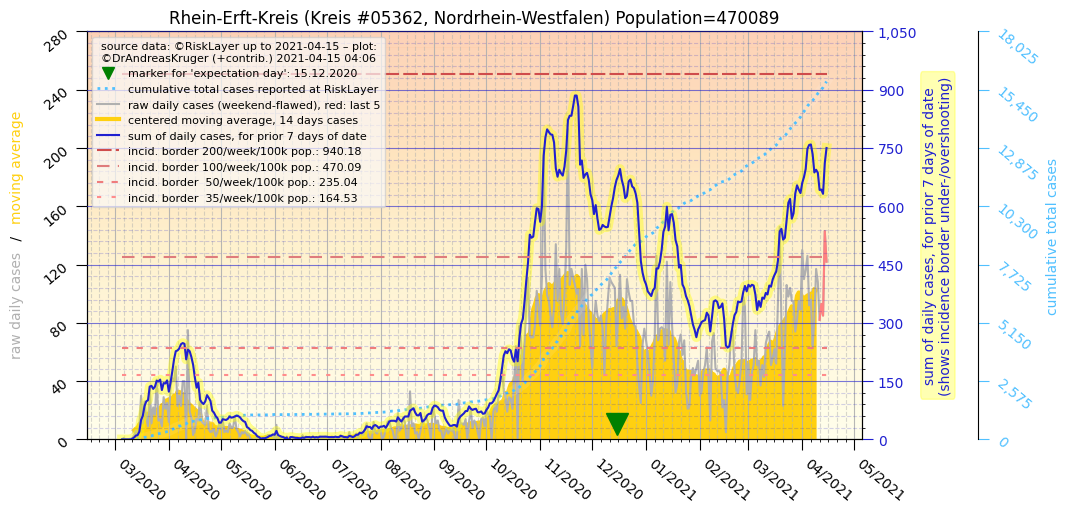 Rhein-Erft-Kreis (Kreis #05362, Nordrhein-Westfalen) Population=470089
source data: ©RiskLayer up to 2021-04-15 – plot:
©DrAndreasKruger (+contrib.) 2021-04-15 04:06
marker for 'expectation day': 15.12.2020
cumulative total cases reported at RiskLayer
raw daily cases (weekend-flawed), red: last 5
centered moving average, 14 days cases
sum of daily cases, for prior 7 days of date
incid. border 200/week/100k pop.: 940.18
incid. border 100/week/100k pop.: 470.09
incid. border  50/week/100k pop.: 235.04
incid. border  35/week/100k pop.: 164.53
raw daily cases / moving average
280
240
200
160
120
80
40
0
03/2020
04/2020
05/2020
06/2020
07/2020
08/2020
09/2020
10/2020
11/2020
12/2020
01/2021
02/2021
03/2021
04/2021
05/2021
1,050
900
750
600
450
300
150
0
sum of daily cases, for prior 7 days of date
(shows incidence border under-/overshooting)
18,025
15,450
12,875
10,300
7,725
5,150
2,575
0
cumulative total cases